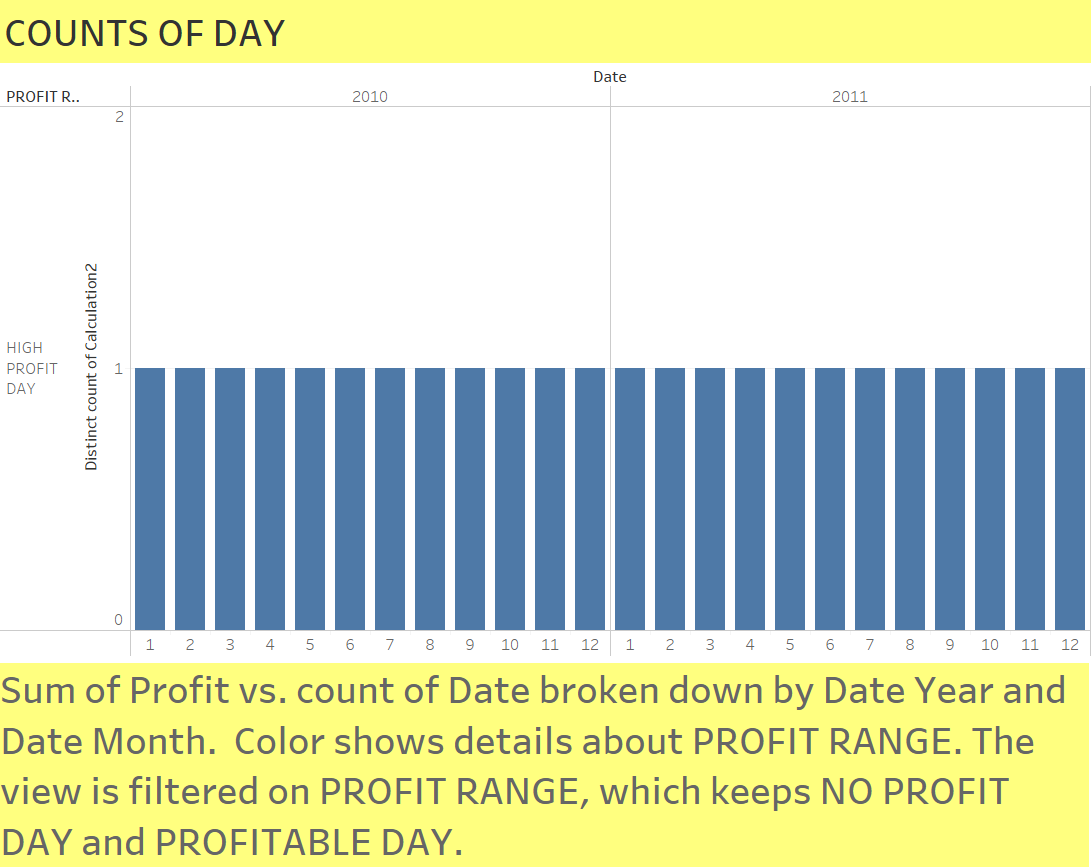 COUNTS OF DAY
Date
PROFIT R.. 2010 2011
2
Distinct count of Calculation2
HIGH
PROFIT
DAY
1
0
1 2 3 4 5 6 7 8 9 10 11 12 1 2 3 4 5 6 7 8 9 10 11 12
Sum of Profit vs. count of Date broken down by Date Year and
Date Month.  Color shows details about PROFIT RANGE. The
view is filtered on PROFIT RANGE, which keeps NO PROFIT
DAY and PROFITABLE DAY.